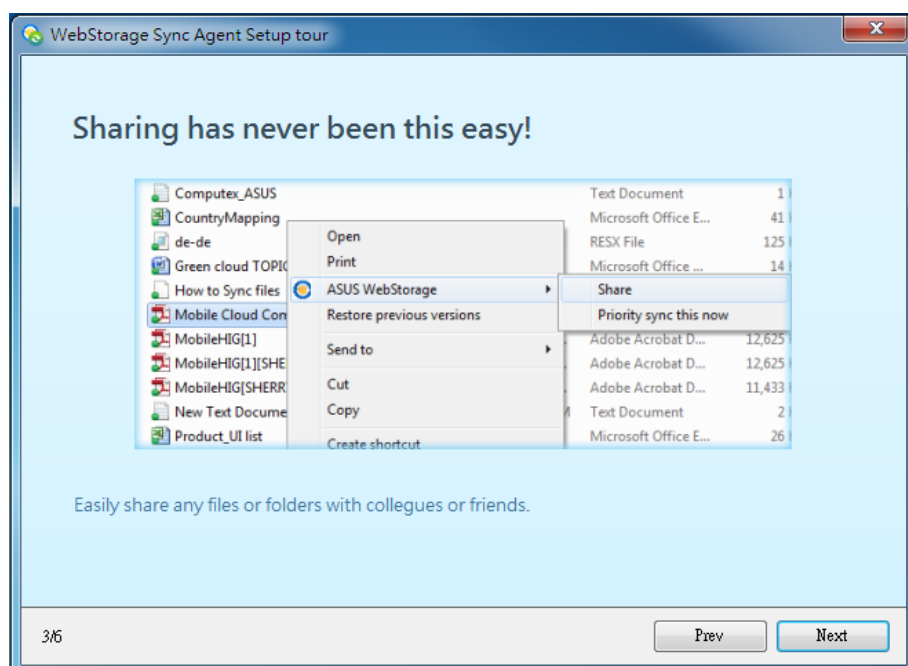 WebStorage Sync Agent Setup tour
X
Sharing has never been this easy!
Computex_ASUS Text Document 1
CountryMapping Microsoft Office E... 41
de-de Open RESX File 125
Green cloud TOPIC Print Microsoft Office ... 14
How to Sync files ASUS WebStorage Share
Mobile Cloud Con Restore previous versions Priority sync this now
MobileHIG[1] Adobe Acrobat D... 12,625
MobileHIG[1][SHE Send to Adobe Acrobat D... 12,625
MobileHIG[SHERR Cut Adobe Acrobat D... 11,433
New Text Docume Copy Text Document 2
Product_UI list Create shortcut Microsoft Office E... 26
Easily share any files or folders with collegues or friends.
3/6 Prev Next